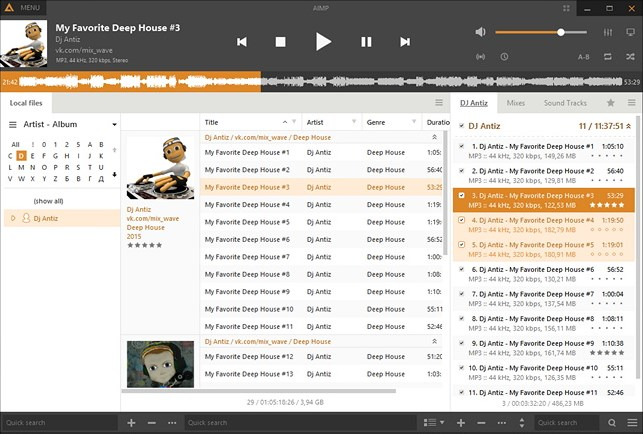 MENU
AIMP
My Favorite Deep House #3
Dj Antiz
vk.com/mix_wave
MP3, 44 kHz, 320 kbps, Stereo
A-B
21:42
53:29
Local files
Artist - Album
All ! 0 1 2 A B
C D E F G H I J K
L M N O P R S T U
V W X Y Z B Г E Д
(show all)
D Dj Antiz
Title Artist Genre Duration
Dj Antiz / vk.com/mix_wave / Deep House
My Favorite Deep House #1 Dj Antiz Deep House 1:05:
My Favorite Deep House #2 Dj Antiz Deep House 56:40
My Favorite Deep House #3 Dj Antiz Deep House 53:29
My Favorite Deep House #4 Dj Antiz Deep House 1:19:
My Favorite Deep House #5 Dj Antiz Deep House 1:19:
My Favorite Deep House #6 Dj Antiz Deep House 56:52
My Favorite Deep House #7 Dj Antiz Deep House 1:00:
My Favorite Deep House #8 Dj Antiz Deep House 1:08:
My Favorite Deep House #9 Dj Antiz Deep House 1:10:
My Favorite Deep House #10 Dj Antiz Deep House 55:11
My Favorite Deep House #11 Dj Antiz Deep House 52:46
Dj Antiz
vk.com/mix_wave
Deep House
2015
Dj Antiz / vk.com/mix_wave / Deep House
My Favorite Deep House #12 Dj Antiz Deep House 51:20
My Favorite Deep House #13 Dj Antiz Deep House 1:03:
29 / 01:05:18:26 / 3,94 GB
DJ Antiz Mixes Sound Tracks
DJ Antiz 11 / 11:37:51
1. Dj Antiz - My Favorite Deep House #1 1:05:10
MP3 :: 44 kHz, 320 kbps, 149,26 MB
2. Dj Antiz - My Favorite Deep House #2 56:40
MP3 :: 44 kHz, 320 kbps, 129,81 MB
3. Dj Antiz - My Favorite Deep House #3 53:29
MP3 :: 44 kHz, 320 kbps, 122,53 MB
4. Dj Antiz - My Favorite Deep House #4 1:19:50
MP3 :: 44 kHz, 320 kbps, 182,79 MB
5. Dj Antiz - My Favorite Deep House #5 1:19:01
MP3 :: 44 kHz, 320 kbps, 180,91 MB
6. Dj Antiz - My Favorite Deep House #6 56:52
MP3 :: 44 kHz, 320 kbps, 130,21 MB
7. Dj Antiz - My Favorite Deep House #7 1:00:04
MP3 :: 44 kHz, 320 kbps, 137,54 MB
8. Dj Antiz - My Favorite Deep House #8 1:08:31
MP3 :: 44 kHz, 320 kbps, 156,11 MB
9. Dj Antiz - My Favorite Deep House #9 1:10:38
MP3 :: 44 kHz, 320 kbps, 161,74 MB
10. Dj Antiz - My Favorite Deep House #10 55:11
MP3 :: 44 kHz, 320 kbps, 126,35 MB
11. Dj Antiz - My Favorite Deep House #11 52:46
3 / 00:03:32:20 / 486,23 MB
Quick search
Quick search
Quick search